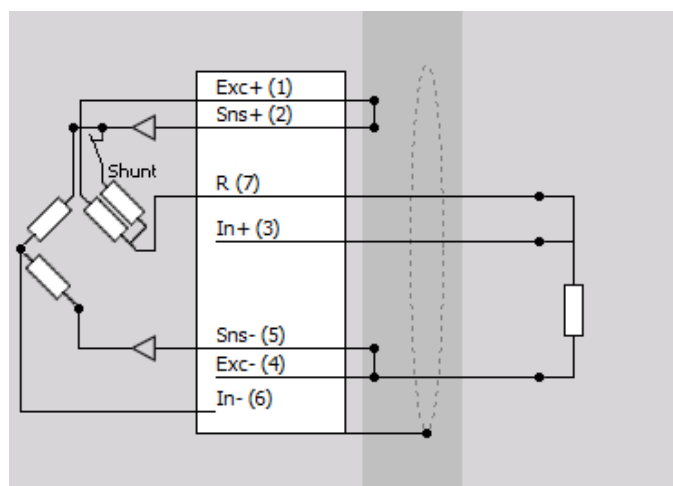 Exc+ (1)
Sns+ (2)
Shunt
R (7)
In+ (3)
Sns- (5)
Exc- (4)
In- (6)